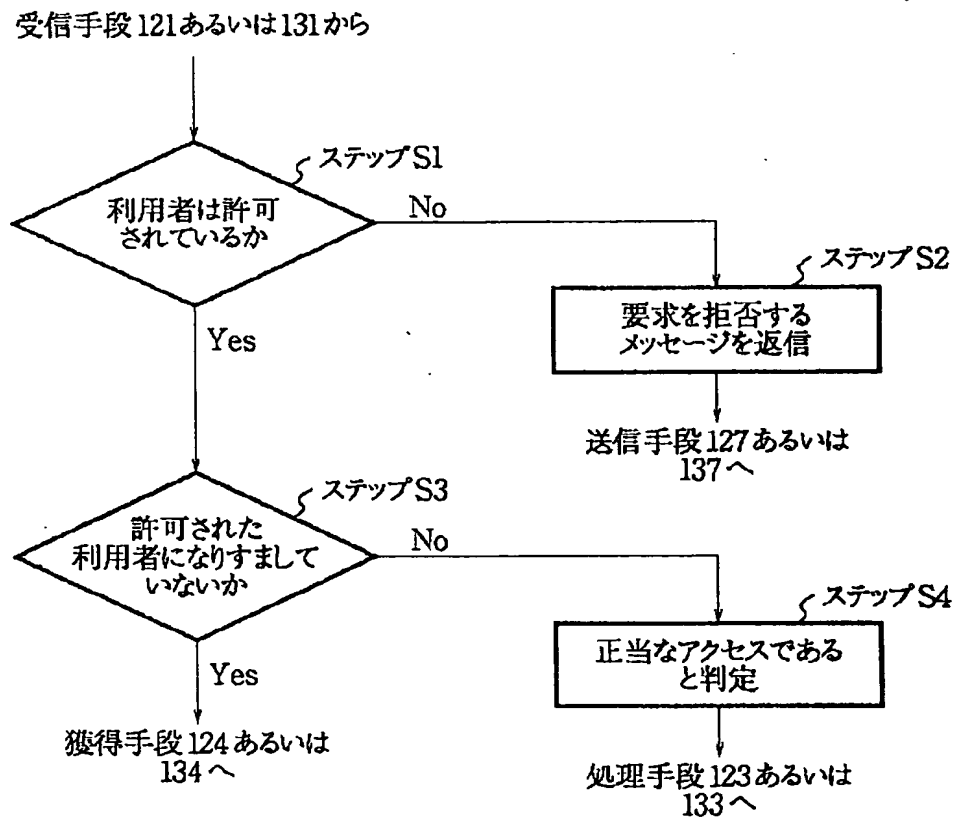 受信手段121あるいは131から
ステップS1
利用者は許可
されているか
No
Yes
ステップS2
要求を拒否する
メッセージを返信
送信手段127あるいは
137へ
ステップS3
許可された
利用者になりすまして
いないか
No
Yes
ステップS4
正当なアクセスである
と判定
獲得手段124あるいは
134へ
処理手段123あるいは
133へ